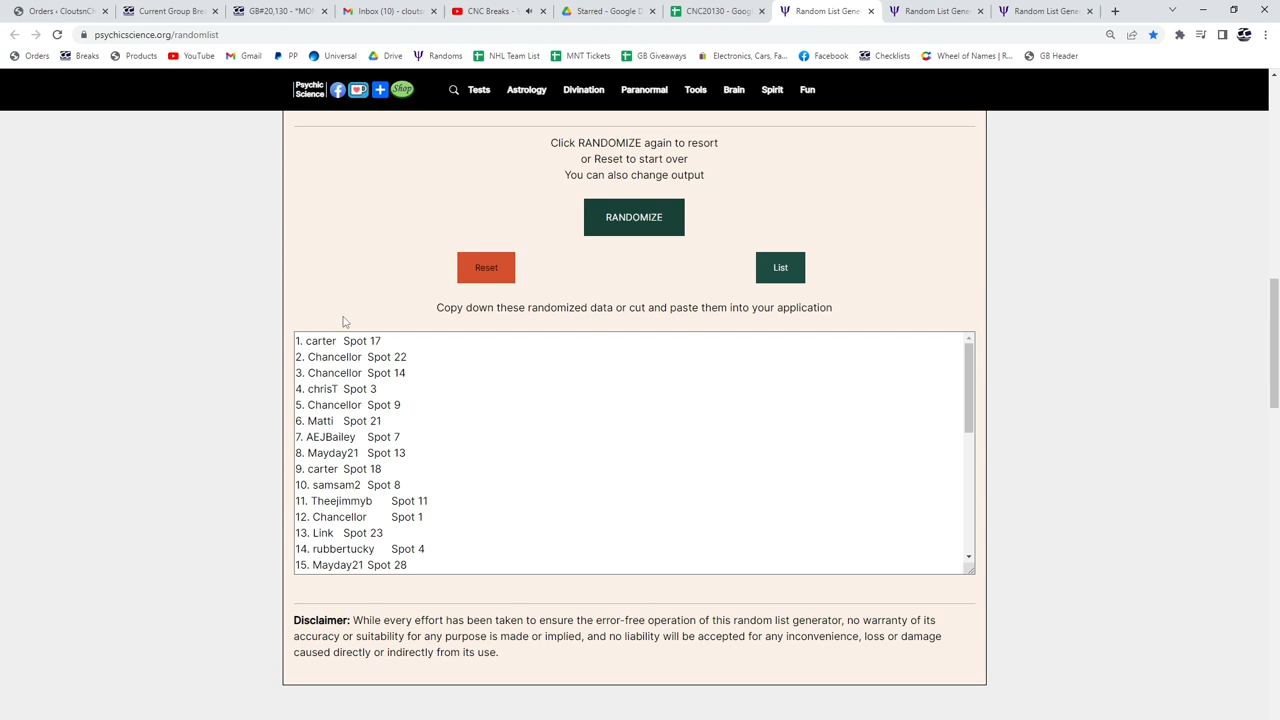 Orders ‹ CloutsnCh
Current Group Brec
GB#20,130 - *MON
Inbox (10) - clouts
CNC Breaks - S
Starred - Google D
CNC20130 - Googl
Random List Gene
Random List Gene
Random List Gene
psychicscience.org/randomlist
Orders
Breaks
Products
YouTube
Gmail
PP
Universal
Drive
Randoms
NHL Team List
MNT Tickets
GB Giveaways
Electronics, Cars, Fa...
Facebook
Checklists
Wheel of Names | R...
GB Header
Psychic
Science
Shop
Tests
Astrology
Divination
Paranormal
Tools
Brain
Spirit
Fun
Click RANDOMIZE again to resort
or Reset to start over
You can also change output
RANDOMIZE
Reset
List
Copy down these randomized data or cut and paste them into your application
1. carter Spot 17
2. Chancellor Spot 22
3. Chancellor Spot 14
4. chrisT Spot 3
5. Chancellor Spot 9
6. Matti Spot 21
7. AEJBailey Spot 7
8. Mayday21 Spot 13
9. carter Spot 18
10. samsam2 Spot 8
11. Theejimmyb Spot 11
12. Chancellor Spot 1
13. Link Spot 23
14. rubbertucky Spot 4
15. Mayday21 Spot 28
Disclaimer: While every effort has been taken to ensure the error-free operation of this random list generator, no warranty of its
accuracy or suitability for any purpose is made or implied, and no liability will be accepted for any inconvenience, loss or damage
caused directly or indirectly from its use.